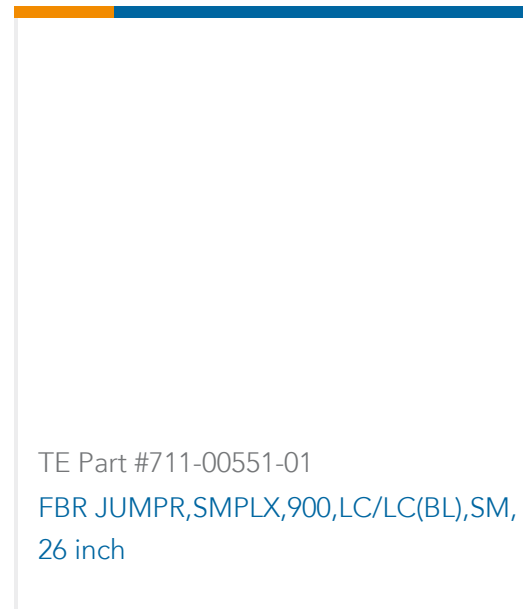 TE Part #711-00551-01
FBR JUMPR,SMPLX,900,LC/LC(BL),SM,
26 inch